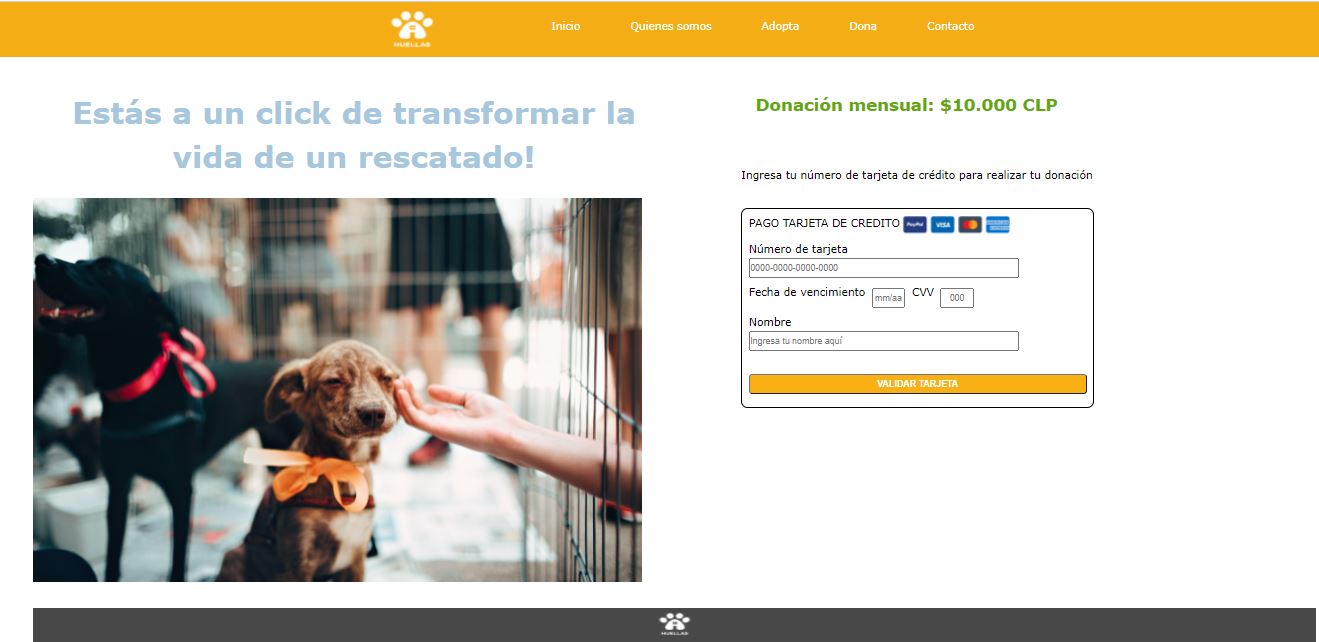 HUELLAS
Inicio
Quienes somos
Adopta
Dona
Contacto
Estás a un click de transformar la
vida de un rescatado!
Donación mensual: $10.000 CLP
Ingresa tu número de tarjeta de crédito para realizar tu donación
PAGO TARJETA DE CREDITO PayPal VISA
Número de tarjeta
0000-0000-0000-0000
Fecha de vencimiento mm/aa CVV 000
Nombre
Ingresa tu nombre aquí
VALIDAR TARJETA
HUELLAS